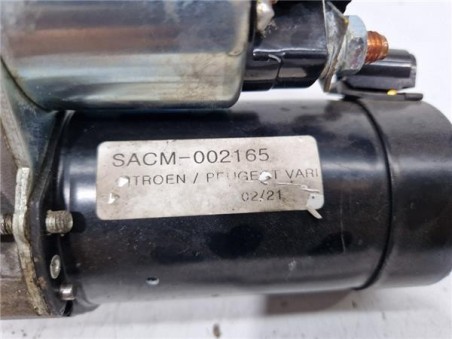 SACM-002165
CITROEN / PEUGEOT VARI
02/21